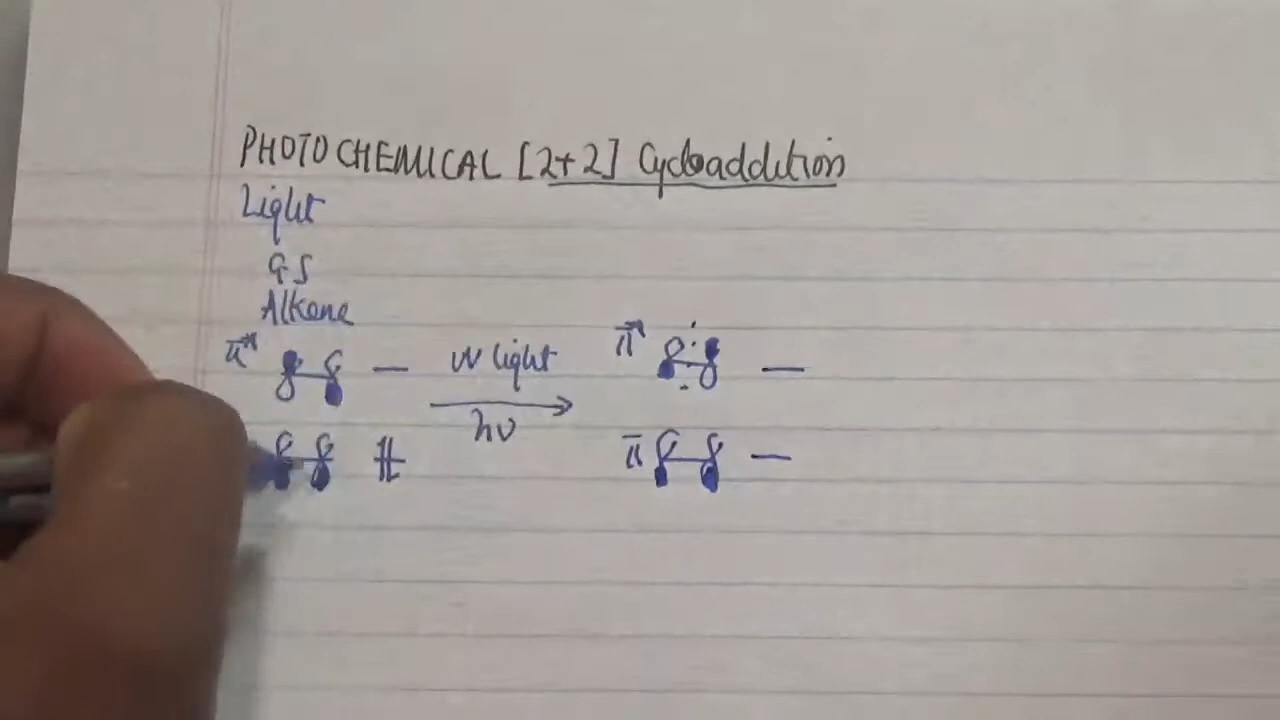 PHOTOCHEMICAL [2+2] Cycloaddition
Light
GS
Alkene
π* UV light π*
hν
π